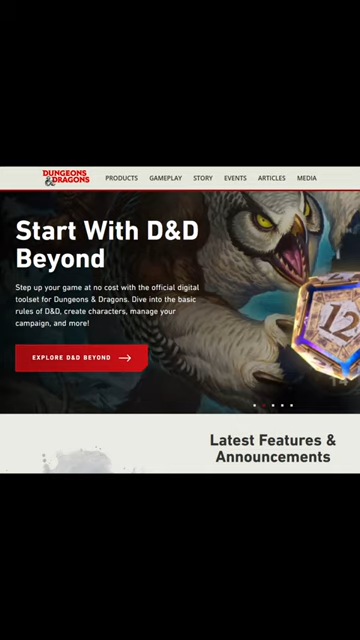 DUNGEONS & DRAGONS
PRODUCTS GAMEPLAY STORY EVENTS ARTICLES MEDIA
Start With D&D
Beyond
Step up your game at no cost with the official digital
toolset for Dungeons & Dragons. Dive into the basic
rules of D&D, create characters, manage your
campaign, and more!
EXPLORE D&D BEYOND
12
Latest Features &
Announcements